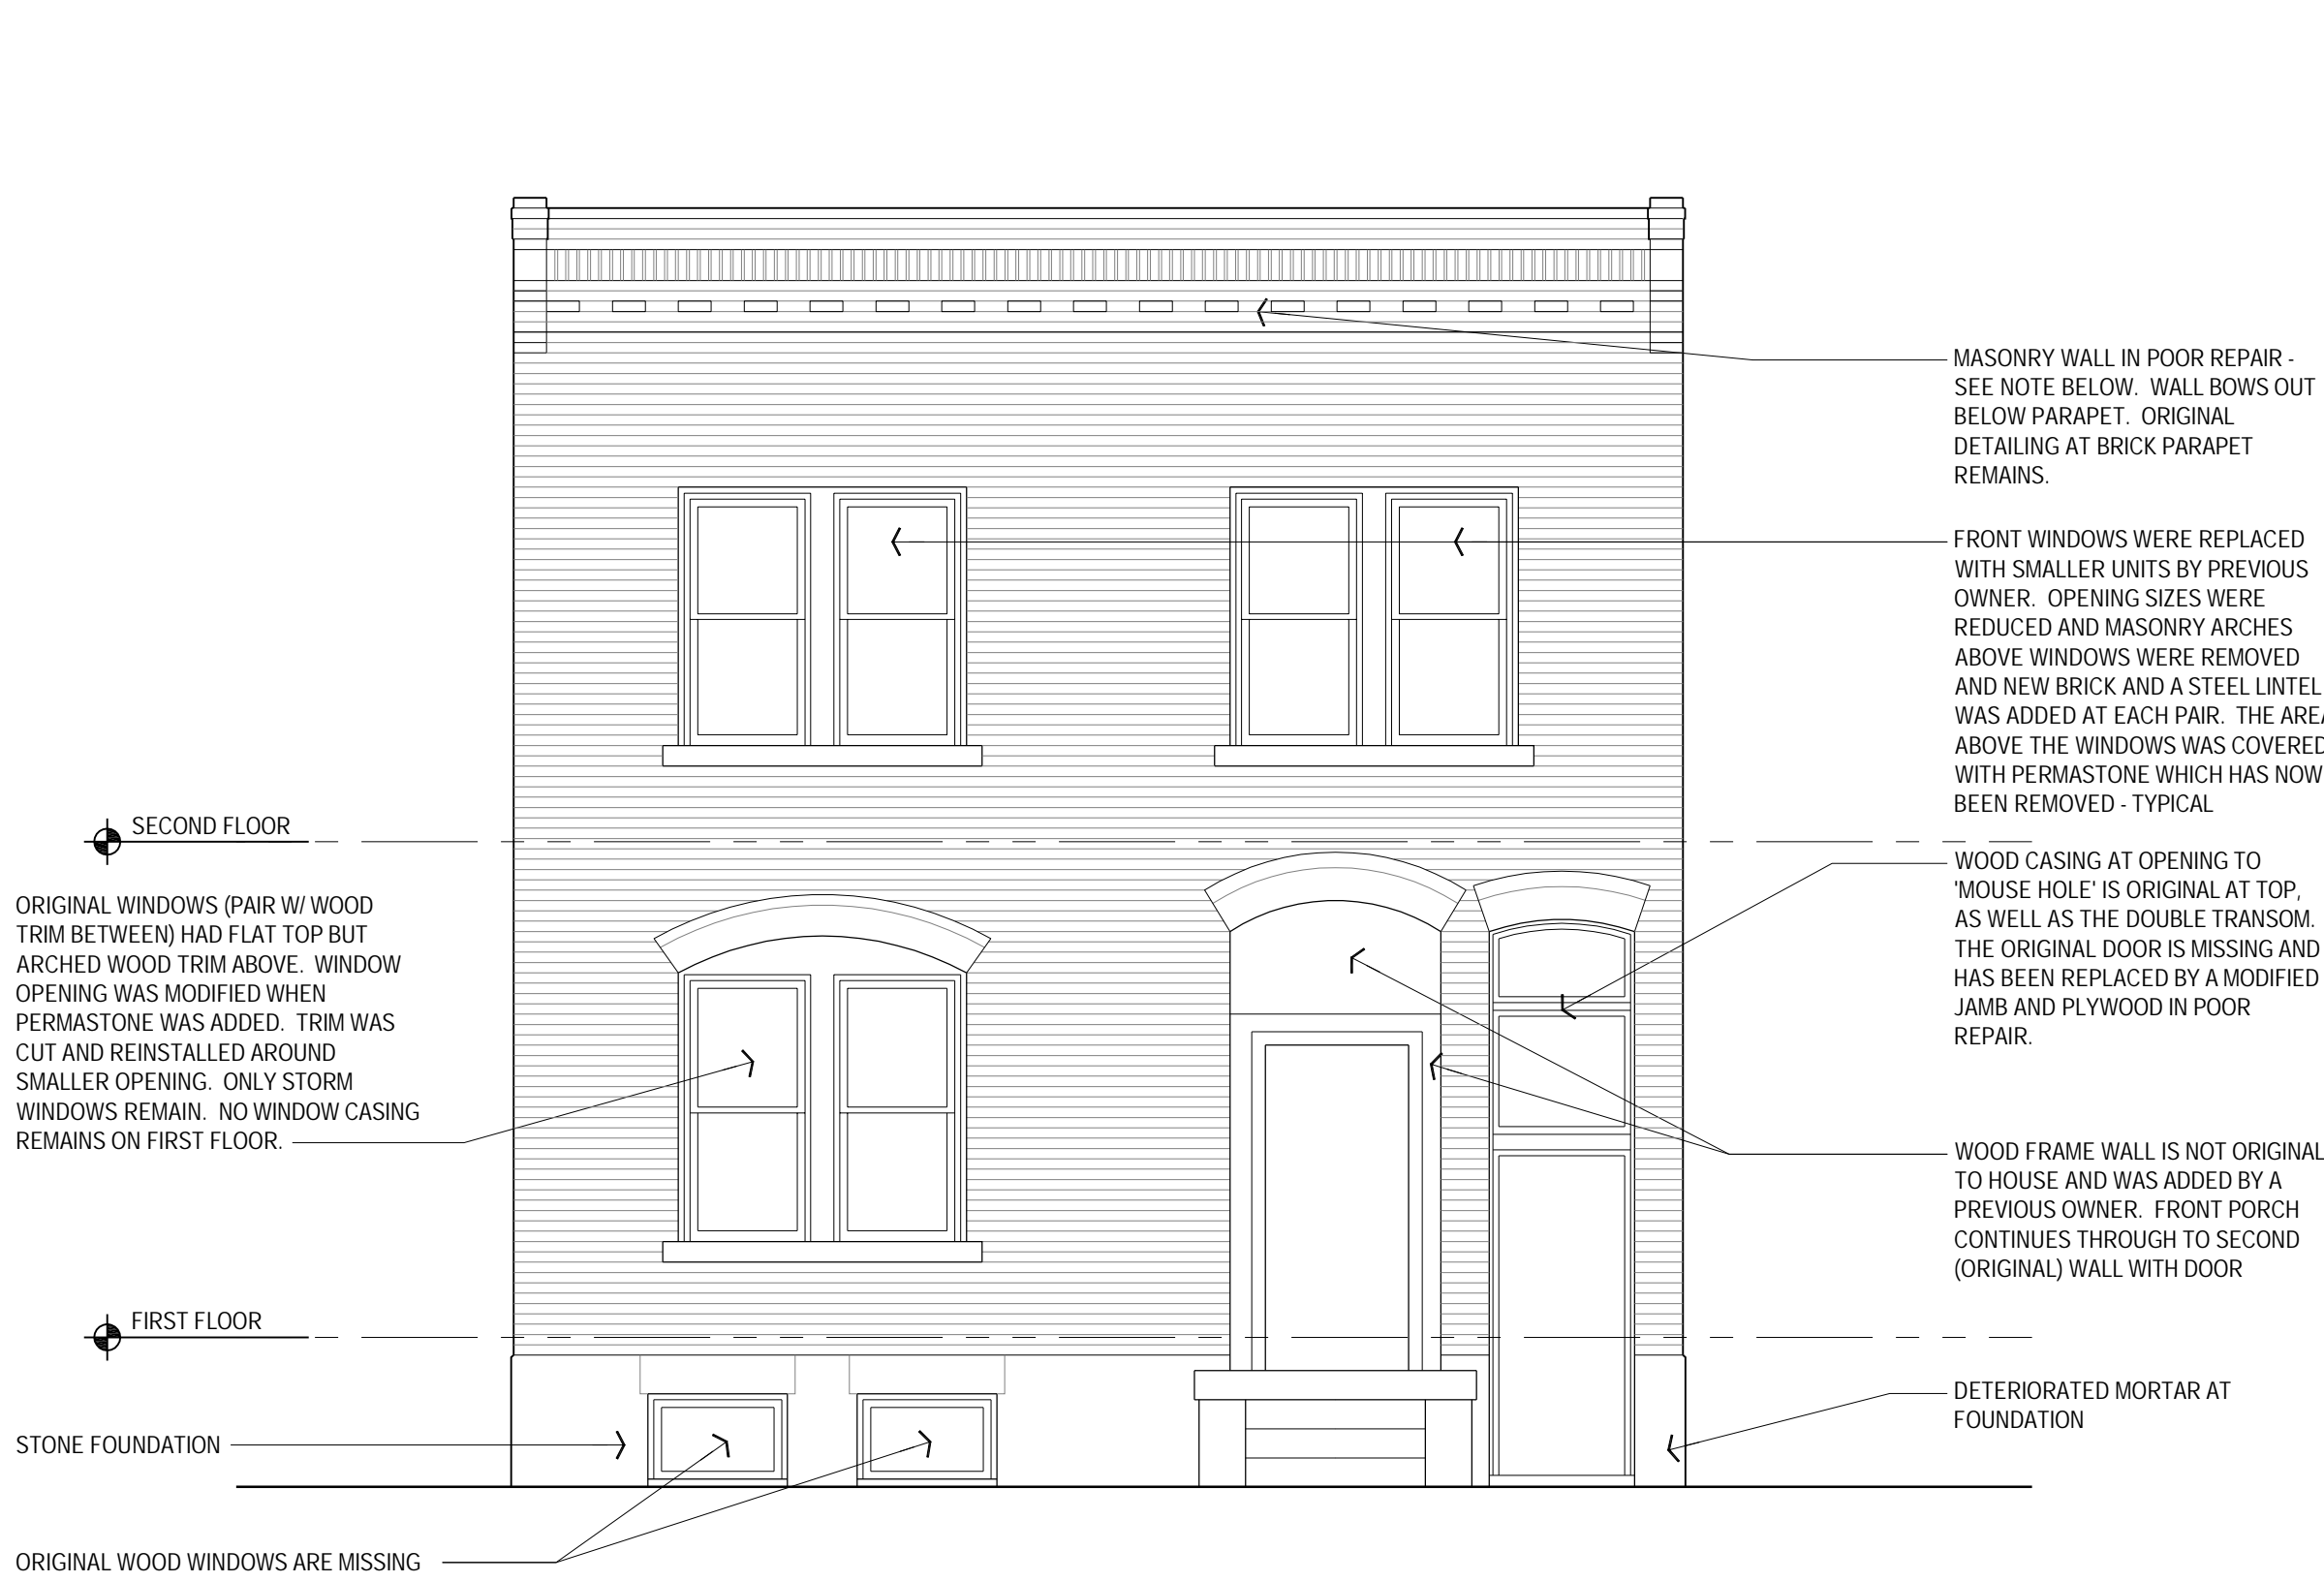 MASONRY WALL IN POOR REPAIR -
SEE NOTE BELOW. WALL BOWS OUT
BELOW PARAPET. ORIGINAL
DETAILING AT BRICK PARAPET
REMAINS.
FRONT WINDOWS WERE REPLACED
WITH SMALLER UNITS BY PREVIOUS
OWNER. OPENING SIZES WERE
REDUCED AND MASONRY ARCHES
ABOVE WINDOWS WERE REMOVED
AND NEW BRICK AND A STEEL LINTEL
WAS ADDED AT EACH PAIR. THE AREA
ABOVE THE WINDOWS WAS COVERED
WITH PERMASTONE WHICH HAS NOW
BEEN REMOVED - TYPICAL
SECOND FLOOR
WOOD CASING AT OPENING TO
'MOUSE HOLE' IS ORIGINAL AT TOP,
AS WELL AS THE DOUBLE TRANSOM.
THE ORIGINAL DOOR IS MISSING AND
HAS BEEN REPLACED BY A MODIFIED
JAMB AND PLYWOOD IN POOR
REPAIR.
ORIGINAL WINDOWS (PAIR W/ WOOD
TRIM BETWEEN) HAD FLAT TOP BUT
ARCHED WOOD TRIM ABOVE. WINDOW
OPENING WAS MODIFIED WHEN
PERMASTONE WAS ADDED. TRIM WAS
CUT AND REINSTALLED AROUND
SMALLER OPENING. ONLY STORM
WINDOWS REMAIN. NO WINDOW CASING
REMAINS ON FIRST FLOOR.
WOOD FRAME WALL IS NOT ORIGINAL
TO HOUSE AND WAS ADDED BY A
PREVIOUS OWNER. FRONT PORCH
CONTINUES THROUGH TO SECOND
(ORIGINAL) WALL WITH DOOR
FIRST FLOOR
DETERIORATED MORTAR AT
FOUNDATION
STONE FOUNDATION
ORIGINAL WOOD WINDOWS ARE MISSING